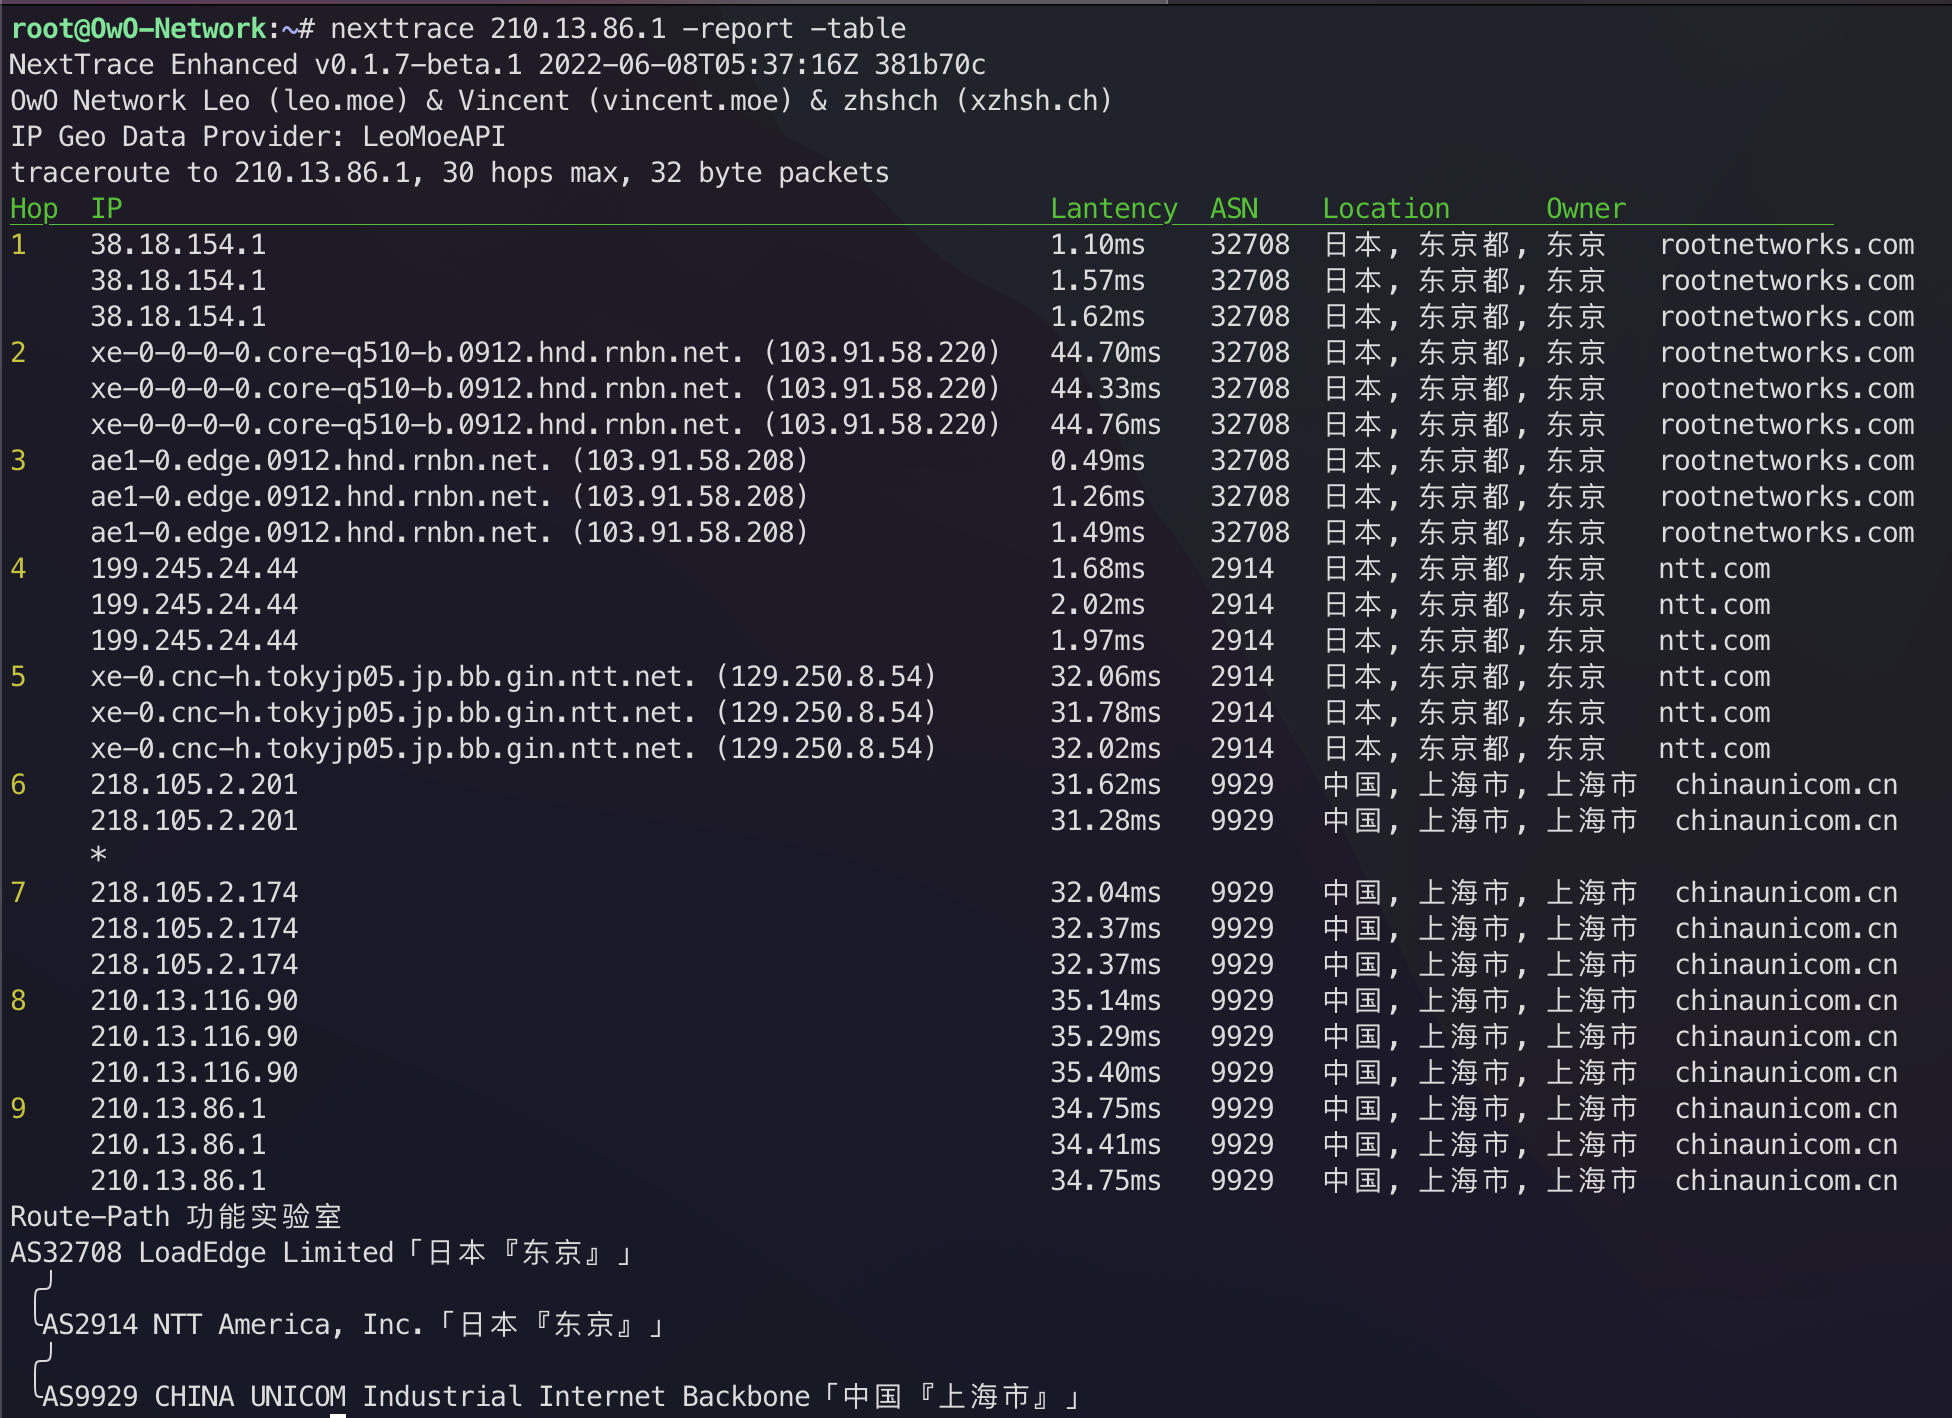 root@OwO-Network:~# nexttrace 210.13.86.1 -report -table
NextTrace Enhanced v0.1.7-beta.1 2022-06-08T05:37:16Z 381b70c
OwO Network Leo (leo.moe) & Vincent (vincent.moe) & zhshch (xzhsh.ch)
IP Geo Data Provider: LeoMoeAPI
traceroute to 210.13.86.1, 30 hops max, 32 byte packets
Hop IP Lantency ASN Location Owner
1 38.18.154.1 1.10ms 32708 日本, 东京都, 东京 rootnetworks.com
38.18.154.1 1.57ms 32708 日本, 东京都, 东京 rootnetworks.com
38.18.154.1 1.62ms 32708 日本, 东京都, 东京 rootnetworks.com
2 xe-0-0-0-0.core-q510-b.0912.hnd.rnbn.net. (103.91.58.220) 44.70ms 32708 日本, 东京都, 东京 rootnetworks.com
xe-0-0-0-0.core-q510-b.0912.hnd.rnbn.net. (103.91.58.220) 44.33ms 32708 日本, 东京都, 东京 rootnetworks.com
xe-0-0-0-0.core-q510-b.0912.hnd.rnbn.net. (103.91.58.220) 44.76ms 32708 日本, 东京都, 东京 rootnetworks.com
3 ae1-0.edge.0912.hnd.rnbn.net. (103.91.58.208) 0.49ms 32708 日本, 东京都, 东京 rootnetworks.com
ae1-0.edge.0912.hnd.rnbn.net. (103.91.58.208) 1.26ms 32708 日本, 东京都, 东京 rootnetworks.com
ae1-0.edge.0912.hnd.rnbn.net. (103.91.58.208) 1.49ms 32708 日本, 东京都, 东京 rootnetworks.com
4 199.245.24.44 1.68ms 2914 日本, 东京都, 东京 ntt.com
199.245.24.44 2.02ms 2914 日本, 东京都, 东京 ntt.com
199.245.24.44 1.97ms 2914 日本, 东京都, 东京 ntt.com
5 xe-0.cnc-h.tokyjp05.jp.bb.gin.ntt.net. (129.250.8.54) 32.06ms 2914 日本, 东京都, 东京 ntt.com
xe-0.cnc-h.tokyjp05.jp.bb.gin.ntt.net. (129.250.8.54) 31.78ms 2914 日本, 东京都, 东京 ntt.com
xe-0.cnc-h.tokyjp05.jp.bb.gin.ntt.net. (129.250.8.54) 32.02ms 2914 日本, 东京都, 东京 ntt.com
6 218.105.2.201 31.62ms 9929 中国, 上海市, 上海市 chinaunicom.cn
218.105.2.201 31.28ms 9929 中国, 上海市, 上海市 chinaunicom.cn
*
7 218.105.2.174 32.04ms 9929 中国, 上海市, 上海市 chinaunicom.cn
218.105.2.174 32.37ms 9929 中国, 上海市, 上海市 chinaunicom.cn
218.105.2.174 32.37ms 9929 中国, 上海市, 上海市 chinaunicom.cn
8 210.13.116.90 35.14ms 9929 中国, 上海市, 上海市 chinaunicom.cn
210.13.116.90 35.29ms 9929 中国, 上海市, 上海市 chinaunicom.cn
210.13.116.90 35.40ms 9929 中国, 上海市, 上海市 chinaunicom.cn
9 210.13.86.1 34.75ms 9929 中国, 上海市, 上海市 chinaunicom.cn
210.13.86.1 34.41ms 9929 中国, 上海市, 上海市 chinaunicom.cn
210.13.86.1 34.75ms 9929 中国, 上海市, 上海市 chinaunicom.cn
Route-Path 功能实验室
AS32708 LoadEdge Limited「日本『东京』」
AS2914 NTT America, Inc.「日本『东京』」
AS9929 CHINA UNICOM Industrial Internet Backbone「中国『上海市』」